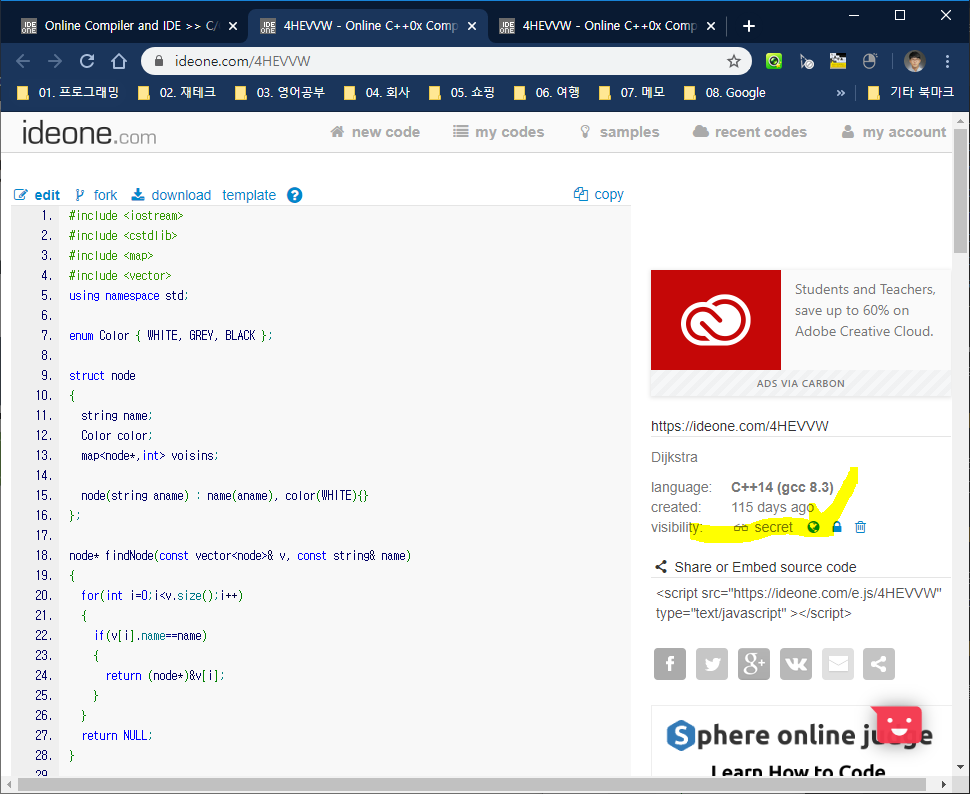 Online Compiler and IDE >> C/
4HEVVW - Online C++0x Comp
4HEVVW - Online C++0x Comp
ideone.com/4HEVVW
01. 프로그래밍
02. 재테크
03. 영어공부
04. 회사
05. 쇼핑
06. 여행
07. 메모
08. Google
»
기타 북마크
ideone.com
new code
my codes
samples
recent codes
my account
edit
fork
download
template
?
copy
1. #include <iostream>
2. #include <cstdlib>
3. #include <map>
4. #include <vector>
5. using namespace std;
6.
7. enum Color { WHITE, GREY, BLACK };
8.
9. struct node
10. {
11. string name;
12. Color color;
13. map<node*,int> voisins;
14.
15. node(string aname) : name(aname), color(WHITE){}
16. };
17.
18. node* findNode(const vector<node>& v, const string& name)
19. {
20. for(int i=0;i<v.size();i++)
21. {
22. if(v[i].name==name)
23. {
24. return (node*)&v[i];
25. }
26. }
27. return NULL;
28. }
29.
Students and Teachers,
save up to 60% on
Adobe Creative Cloud.
ADS VIA CARBON
https://ideone.com/4HEVVW
Dijkstra
language: C++14 (gcc 8.3)
created: 115 days ago
visibility: secret
Share or Embed source code
<script src="https://ideone.com/e.js/4HEVVW"
type="text/javascript" ></script>
Sphere online judge
Learn How to Code